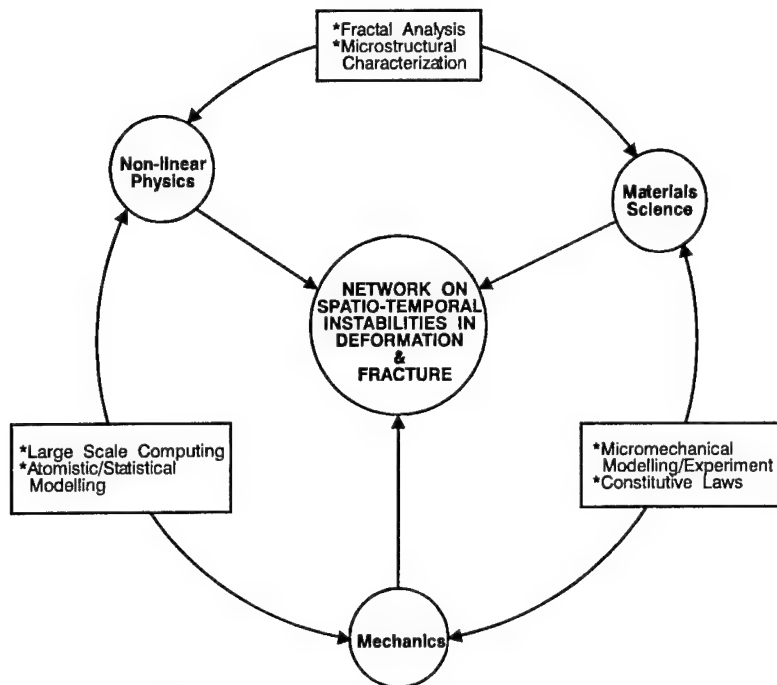 *Fractal Analysis
*Microstructural
Characterization
Non-linear
Physics
Materials
Science
NETWORK ON
SPATIO-TEMPORAL
INSTABILITIES IN
DEFORMATION
&
FRACTURE
*Large Scale Computing
*Atomistic/Statistical
Modelling
*Micromechanical
Modelling/Experiment
*Constitutive Laws
Mechanics